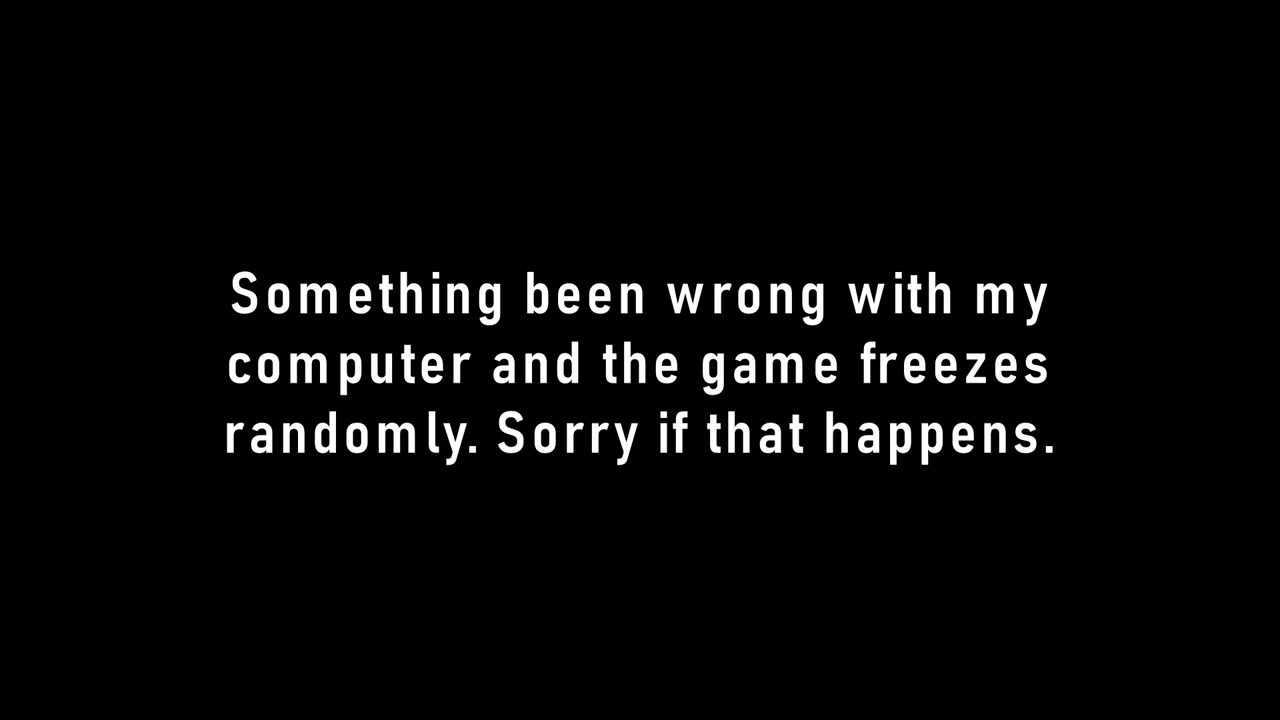 Something been wrong with my
computer and the game freezes
randomly. Sorry if that happens.